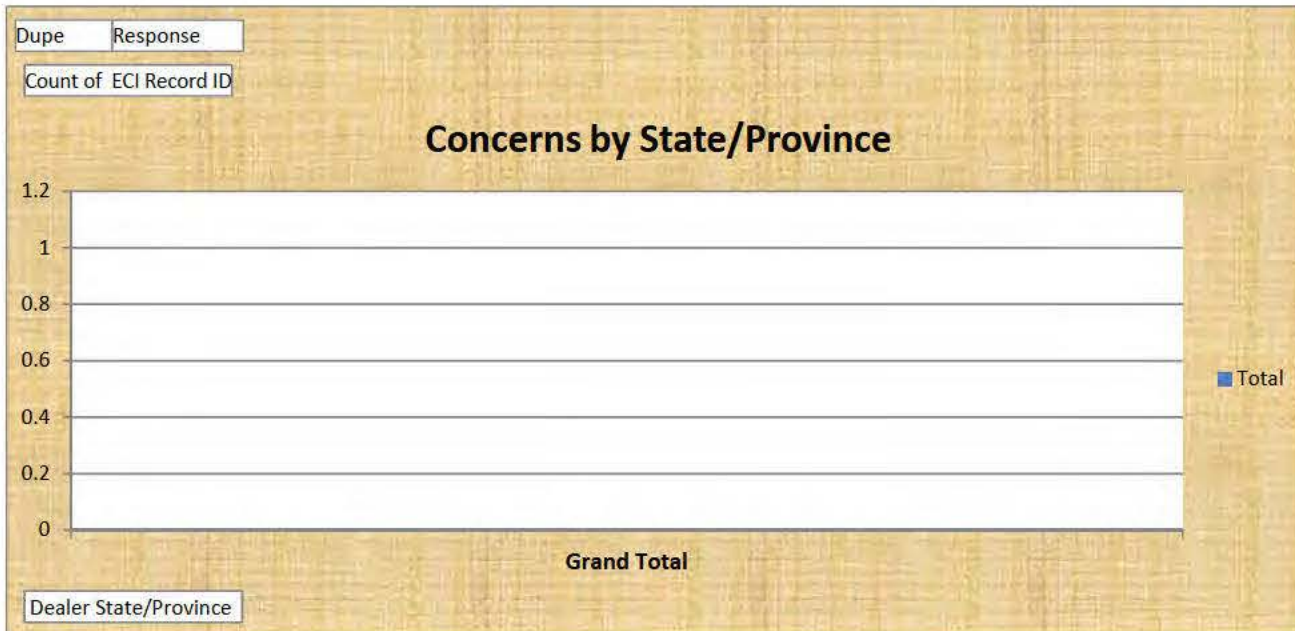 Dupe Response
Count of ECI Record ID
Concerns by State/Province
1.2
1
0.8
0.6
0.4
0.2
0
Total
Grand Total
Dealer State/Province